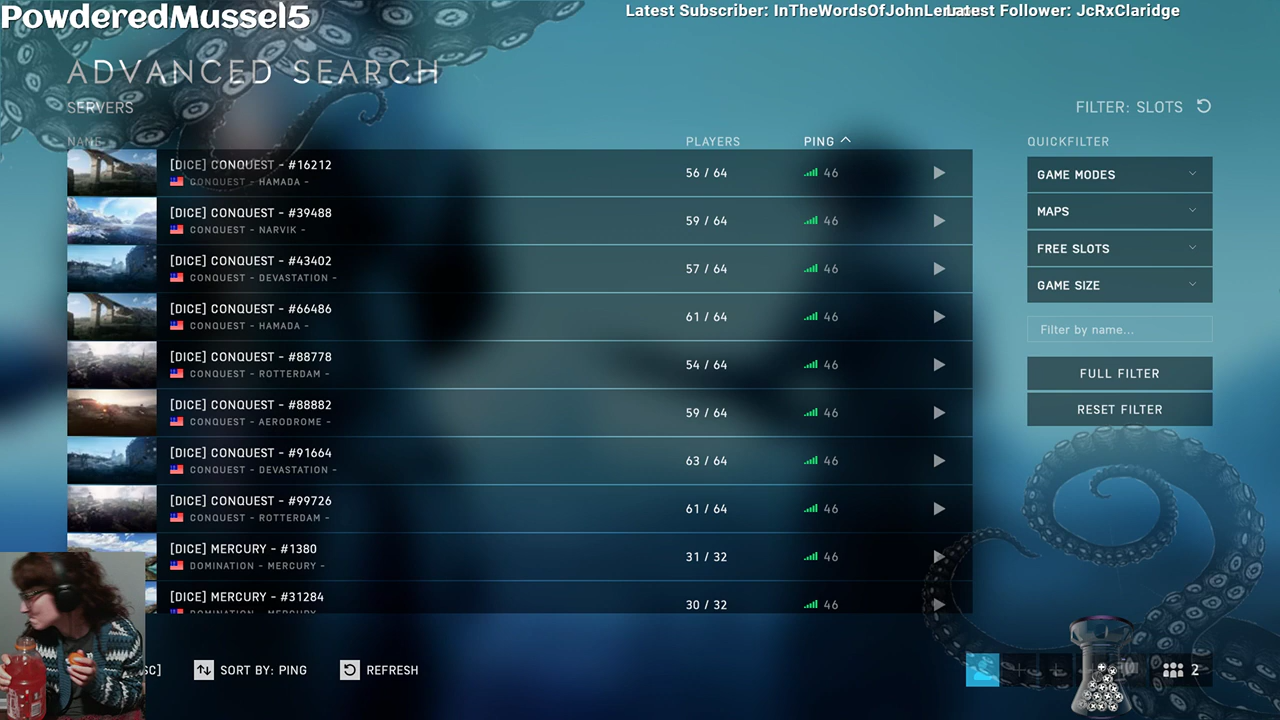 PowderedMussel5
Latest Subscriber: InTheWordsOfJohnLen
Latest Follower: JcRxClaridge
ADVANCED SEARCH
SERVERS
FILTER: SLOTS
NAME
PLAYERS
PING
QUICKFILTER
[DICE] CONQUEST - #16212
CONQUEST - HAMADA -
56 / 64
46
[DICE] CONQUEST - #39488
CONQUEST - NARVIK -
59 / 64
46
[DICE] CONQUEST - #43402
CONQUEST - DEVASTATION -
57 / 64
46
[DICE] CONQUEST - #66486
CONQUEST - HAMADA -
61 / 64
46
[DICE] CONQUEST - #88778
CONQUEST - ROTTERDAM -
54 / 64
46
[DICE] CONQUEST - #88882
CONQUEST - AERODROME -
59 / 64
46
[DICE] CONQUEST - #91664
CONQUEST - DEVASTATION -
63 / 64
46
[DICE] CONQUEST - #99726
CONQUEST - ROTTERDAM -
61 / 64
46
[DICE] MERCURY - #1380
DOMINATION - MERCURY -
31 / 32
46
[DICE] MERCURY - #31284
DOMINATION - MERCURY
30 / 32
46
GAME MODES
MAPS
FREE SLOTS
GAME SIZE
Filter by name...
FULL FILTER
RESET FILTER
SC]
SORT BY: PING
REFRESH
2